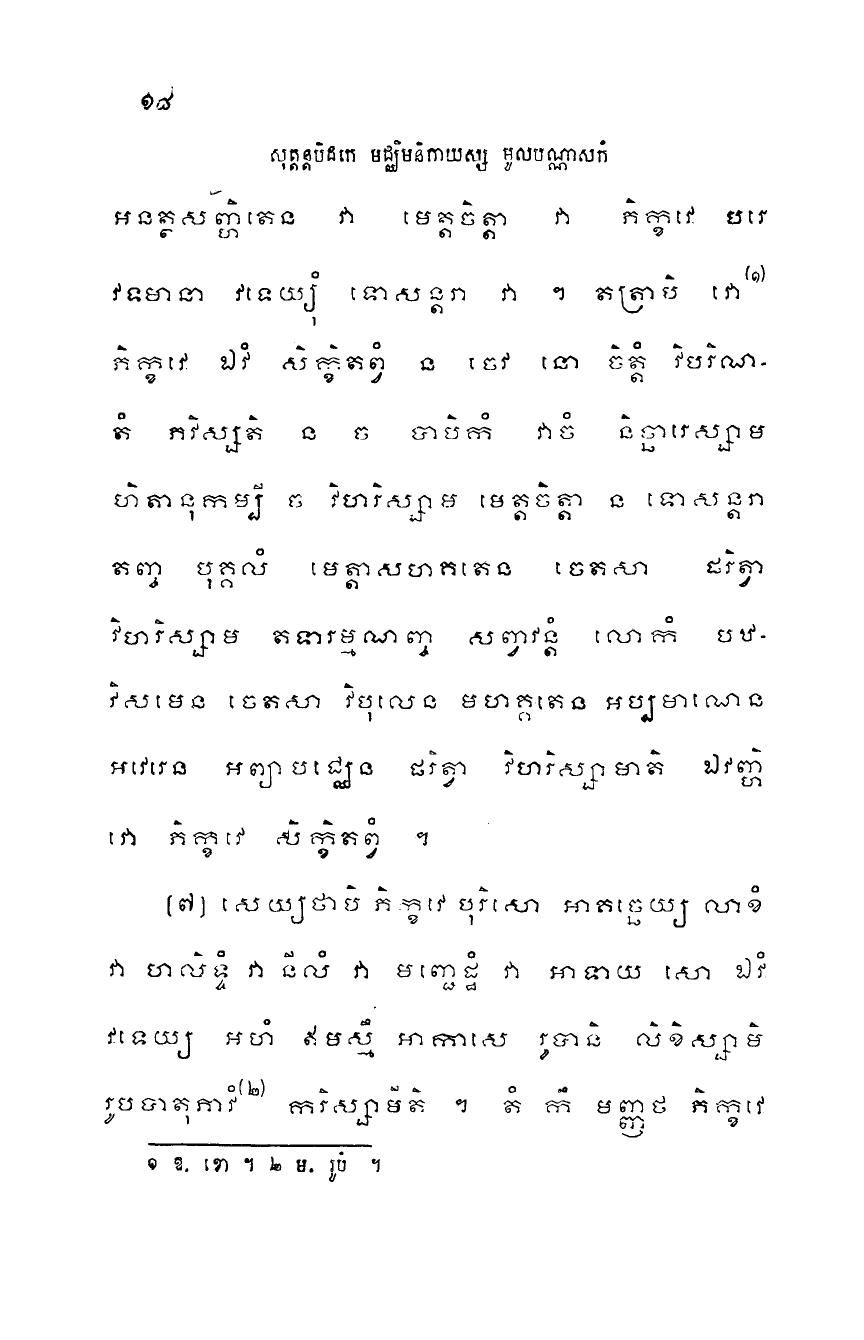 ១៨
សុត្តន្តបិដកេ មជ្ឈិមនិកាយស្ស មូលបណ្ណាសកំ
អនត្ថសញ្ហិតេន វា មេត្តចិត្តា វា ភិក្ខវេ បរេ
វទមានា វទេយ្យុំ ទោសន្តរា វា ។ តត្រាបិ វោ(១)
ភិក្ខវេ ឯវំ សិក្ខិតព្វំ ន ចេវ នោ ចិត្តំ វិបរិណា-
តំ ភវិស្សតិ ន ច បាបិកំ វាចំ និច្ឆារេស្សាម
ហិតានុកម្បី ច វិហរិស្សាម មេត្តចិត្តា ន ទោសន្តរា
តញ្ច បុគ្គលំ មេត្តាសហគតេន ចេតសា ផរិត្វា
វិហរិស្សាម តទារម្មណញ្ច សញ្វវន្តំ លោកំ បឋ-
វិសមេន ចេតសា វិបុលេន មហគ្គតេន អប្បមាណេន
អវេរេន អព្យាបជ្ឈេន ផរិត្វា វិហរិស្សាមាតិ ឯវញ្ហិ
វោ ភិក្ខវេ សិក្ខិតព្វំ ។
[៧] សេយ្យថាបិ ភិក្ខវេ បុរិសោ អាគច្ឆេយ្យ លាខំ
វា ហលិទ្ទំ វា នីលំ វា មញ្ជេដ្ឋំ វា អាទាយ សោ ឯវំ
វទេយ្យ អហំ ឥមស្មឹ អាកាសេ រូបានិ លិខិស្សាមិ
រូបបាតុភាវំ(២) ករិស្សាមីតិ ។ តំ កឹ មញ្ញថ ភិក្ខវេ
១ ឱ. ខោ ។ ២ ម. រូបំ ។